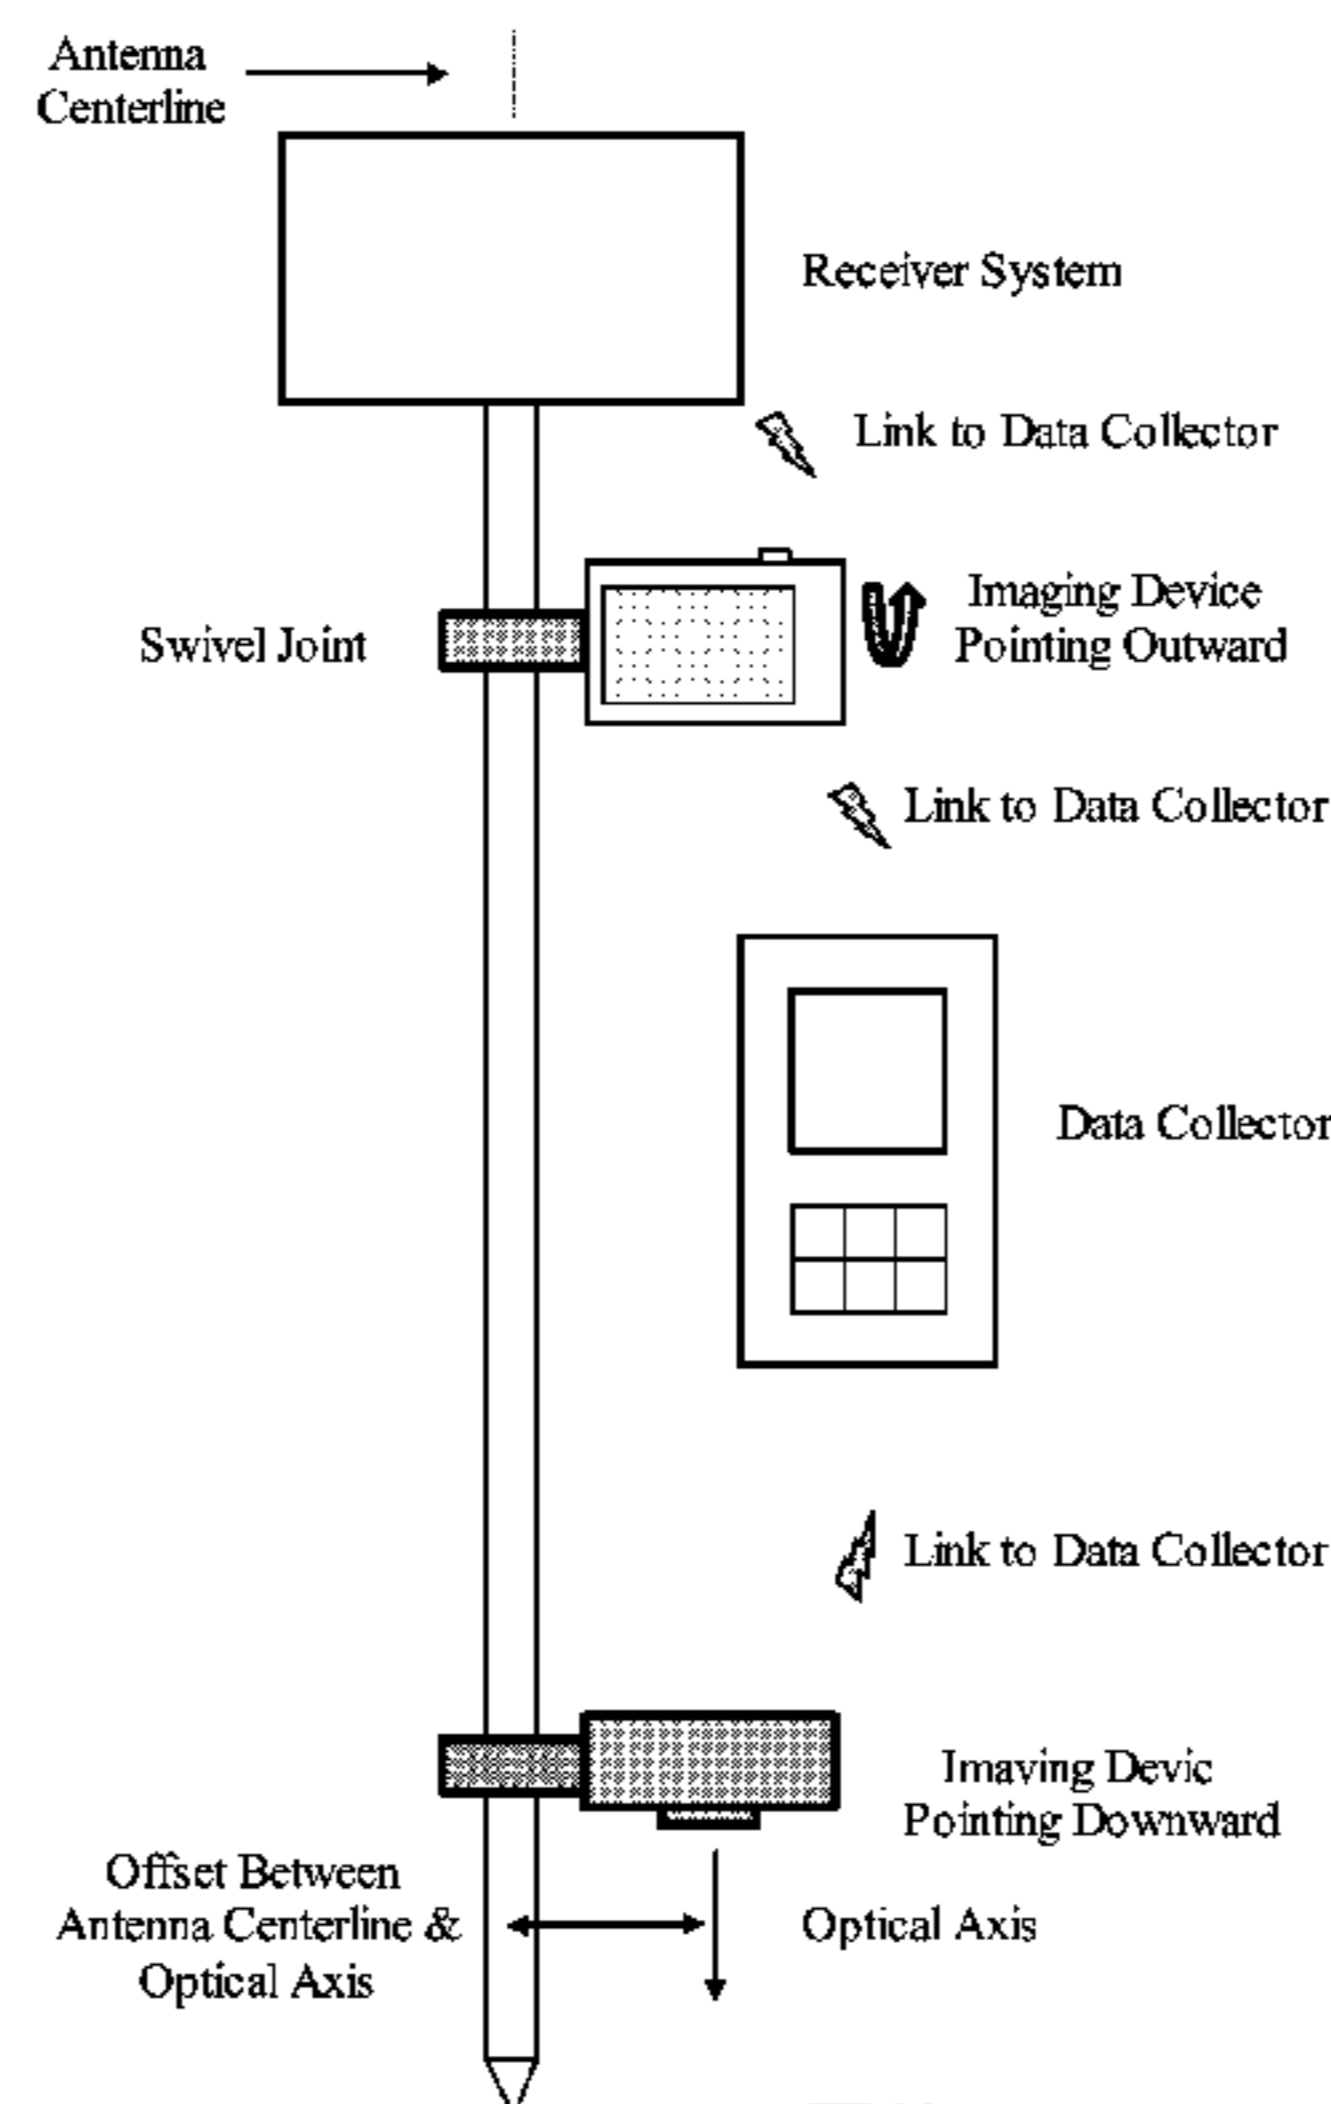 Antenna
Centerline
Receiver System
Link to Data Collector
Imaging Device
Pointing Outward
Swivel Joint
Link to Data Collector
Data Collector
Link to Data Collector
Imaving Devic
Pointing Downward
Offset Between
Antenna Centerline &
Optical Axis
Optical Axis